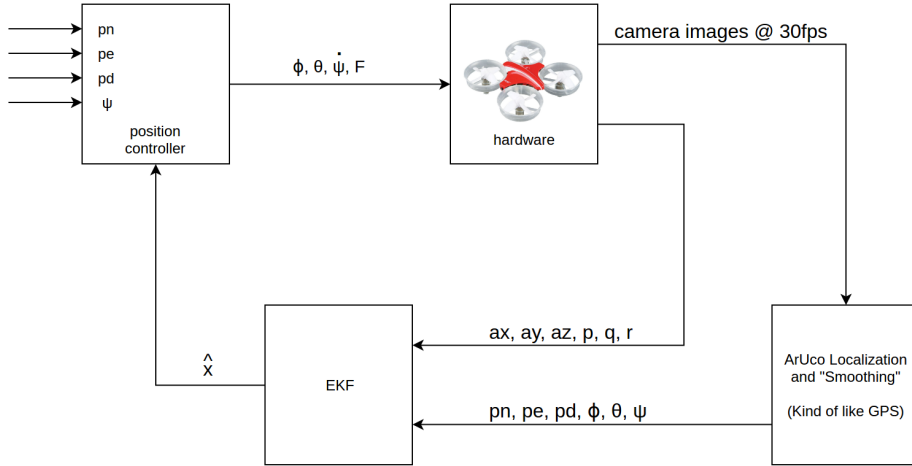 pn
pe
pd
ψ
position
controller
ϕ, θ, ψ̇, F
hardware
camera images @ 30fps
ax, ay, az, p, q, r
ArUco Localization
and "Smoothing"
(Kind of like GPS)
EKF
x̂
pn, pe, pd, ϕ, θ, ψ